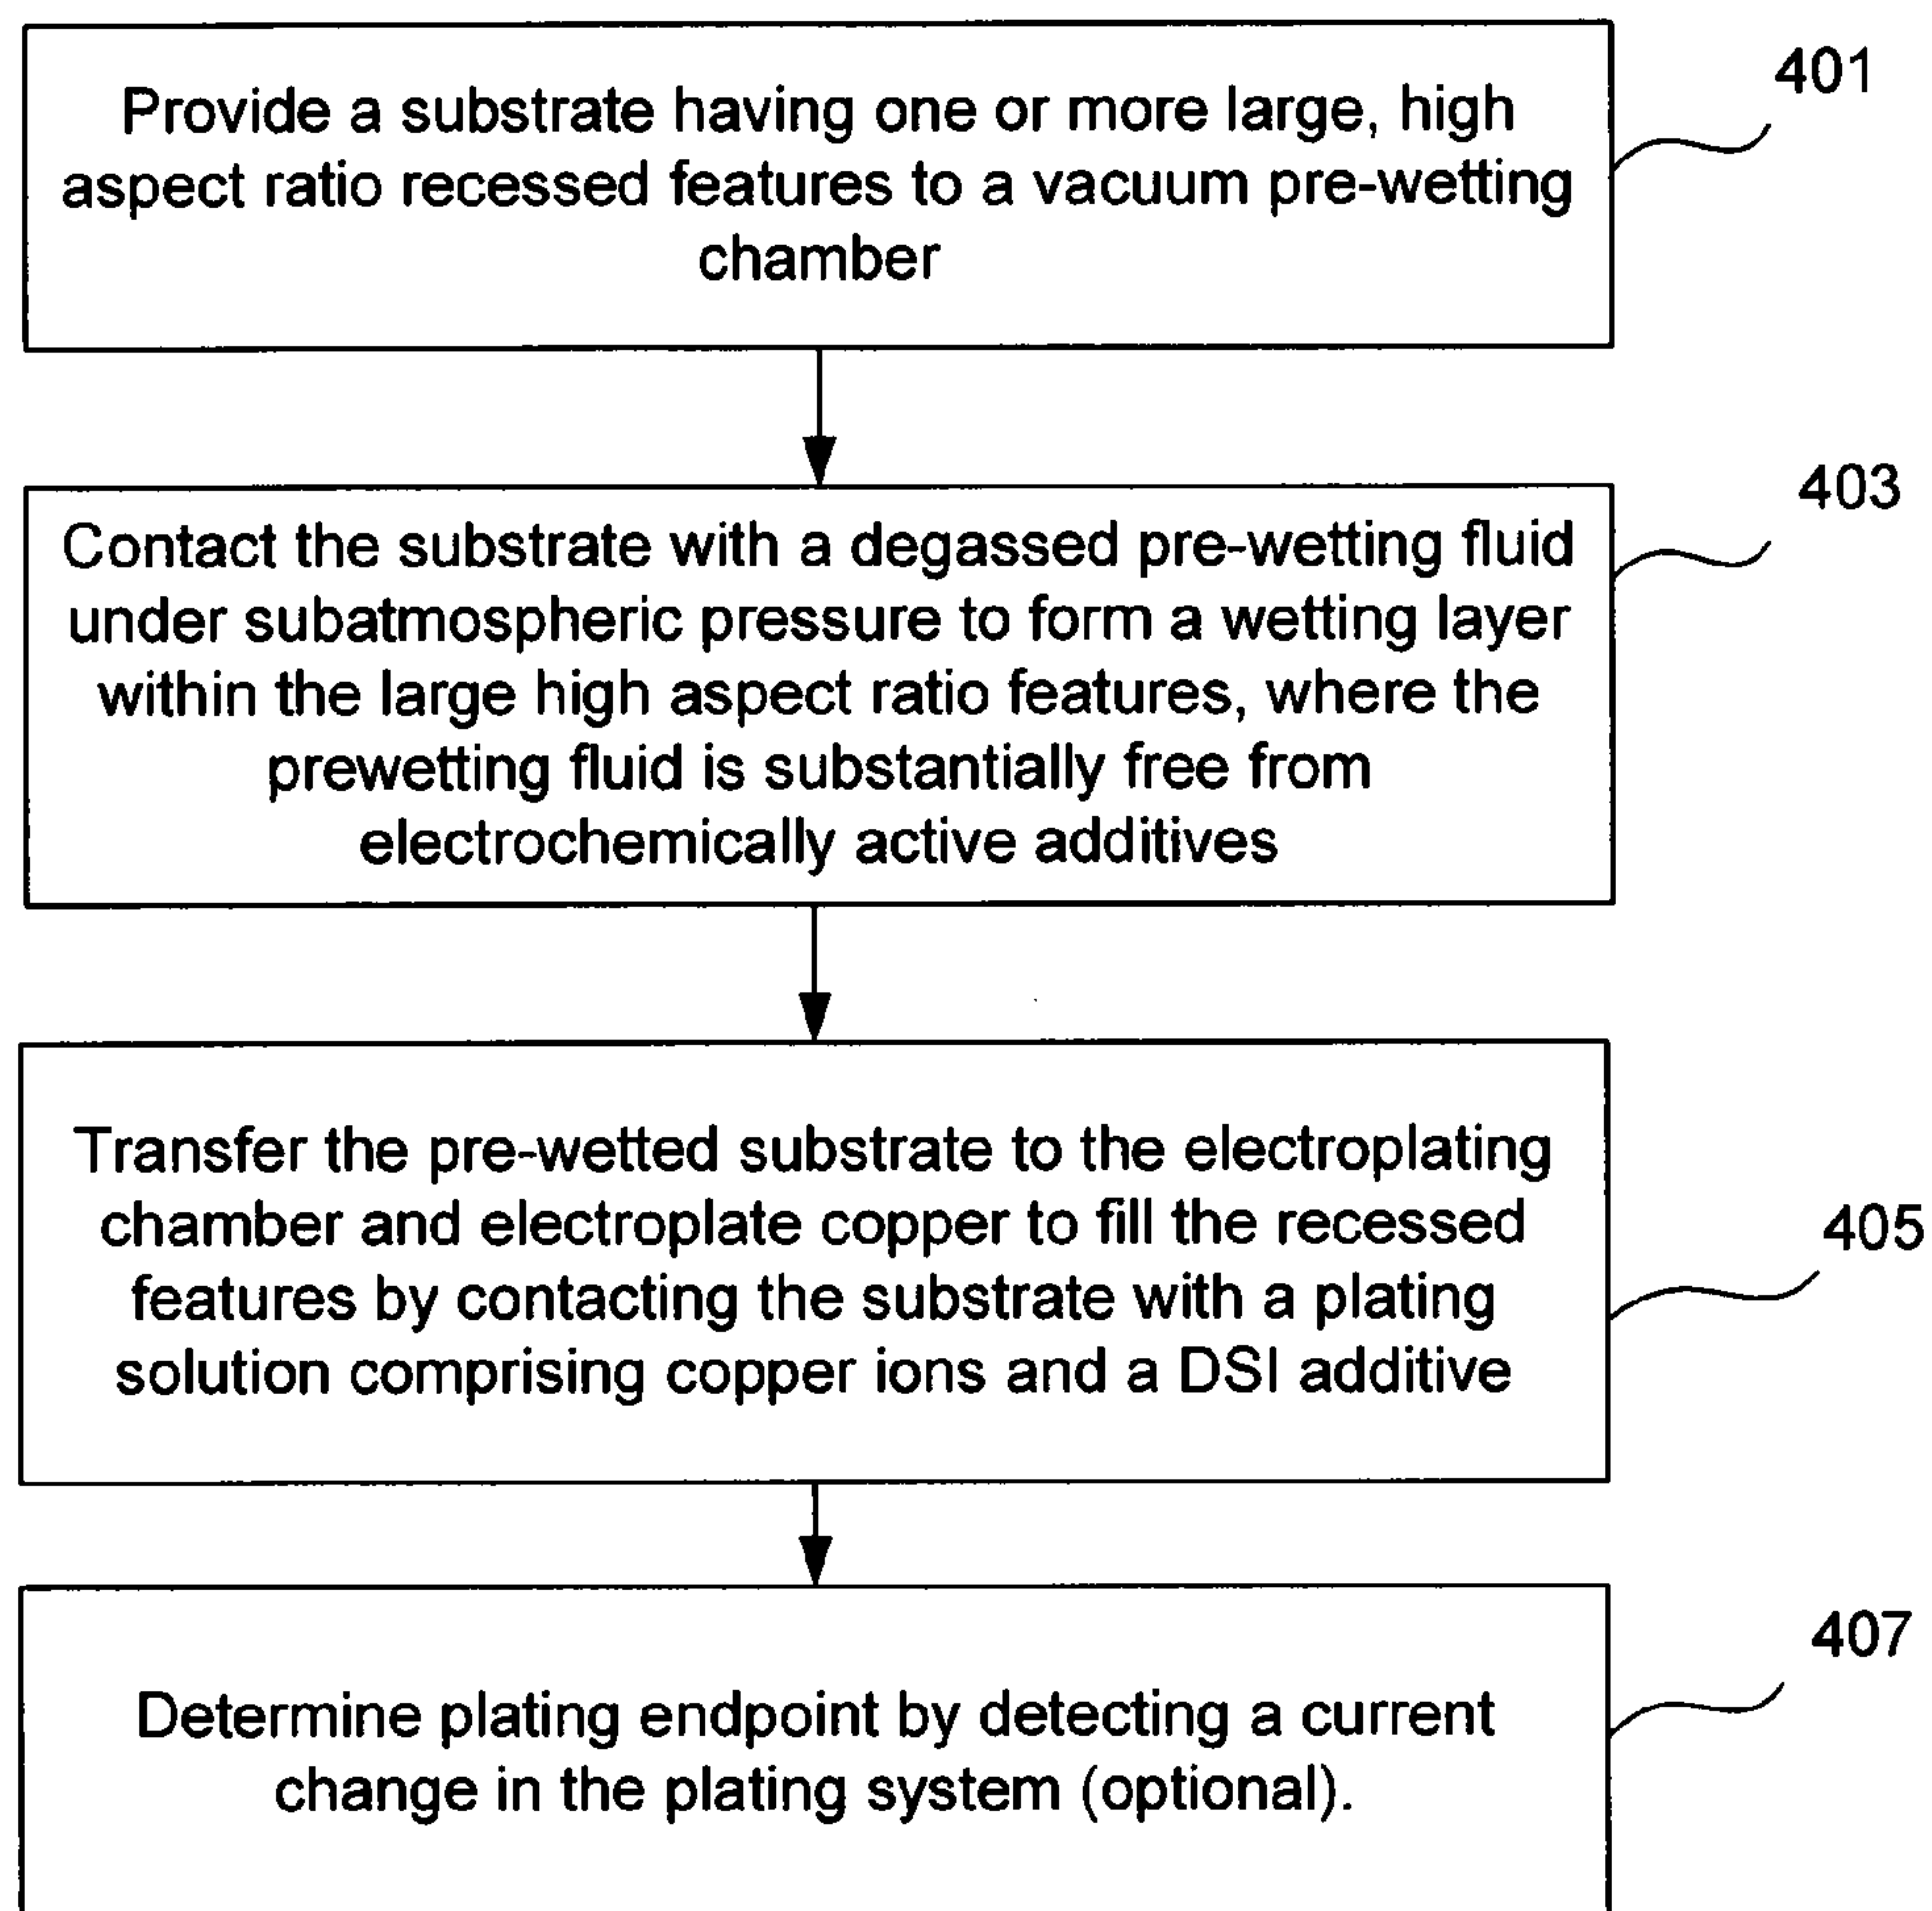 Provide a substrate having one or more large, high
aspect ratio recessed features to a vacuum pre-wetting
chamber
401
Contact the substrate with a degassed pre-wetting fluid
under subatmospheric pressure to form a wetting layer
within the large high aspect ratio features, where the
prewetting fluid is substantially free from
electrochemically active additives
403
Transfer the pre-wetted substrate to the electroplating
chamber and electroplate copper to fill the recessed
features by contacting the substrate with a plating
solution comprising copper ions and a DSI additive
405
Determine plating endpoint by detecting a current
change in the plating system (optional).
407